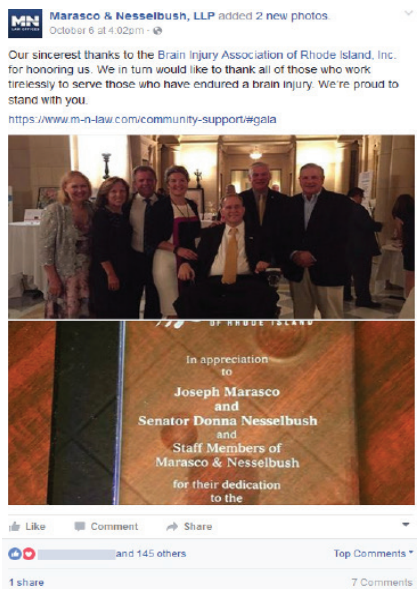 MN
LAW OFFICES
Marasco & Nesselbush, LLP added 2 new photos.
October 6 at 4:02pm ·
Our sincerest thanks to the Brain Injury Association of Rhode Island, Inc.
for honoring us. We in turn would like to thank all of those who work
tirelessly to serve those who have endured a brain injury. We're proud to
stand with you.
https://www.m-n-law.com/community-support/#gala
OF RHODE ISLAND
In appreciation
to
Joseph Marasco
and
Senator Donna Nesselbush
and
Staff Members of
Marasco & Nesselbush
for their dedication
to the
Like Comment Share
and 145 others Top Comments
1 share 7 Comments